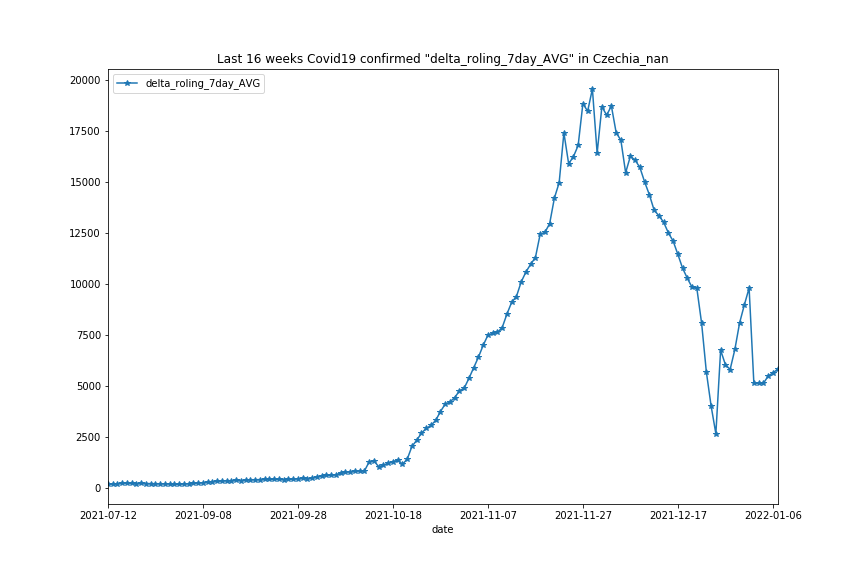 Last 16 weeks Covid19 confirmed "delta_roling_7day_AVG" in Czechia_nan
delta_roling_7day_AVG
20000
17500
15000
12500
10000
7500
5000
2500
0
2021-07-12 2021-09-08 2021-09-28 2021-10-18 2021-11-07 2021-11-27 2021-12-17 2022-01-06
date